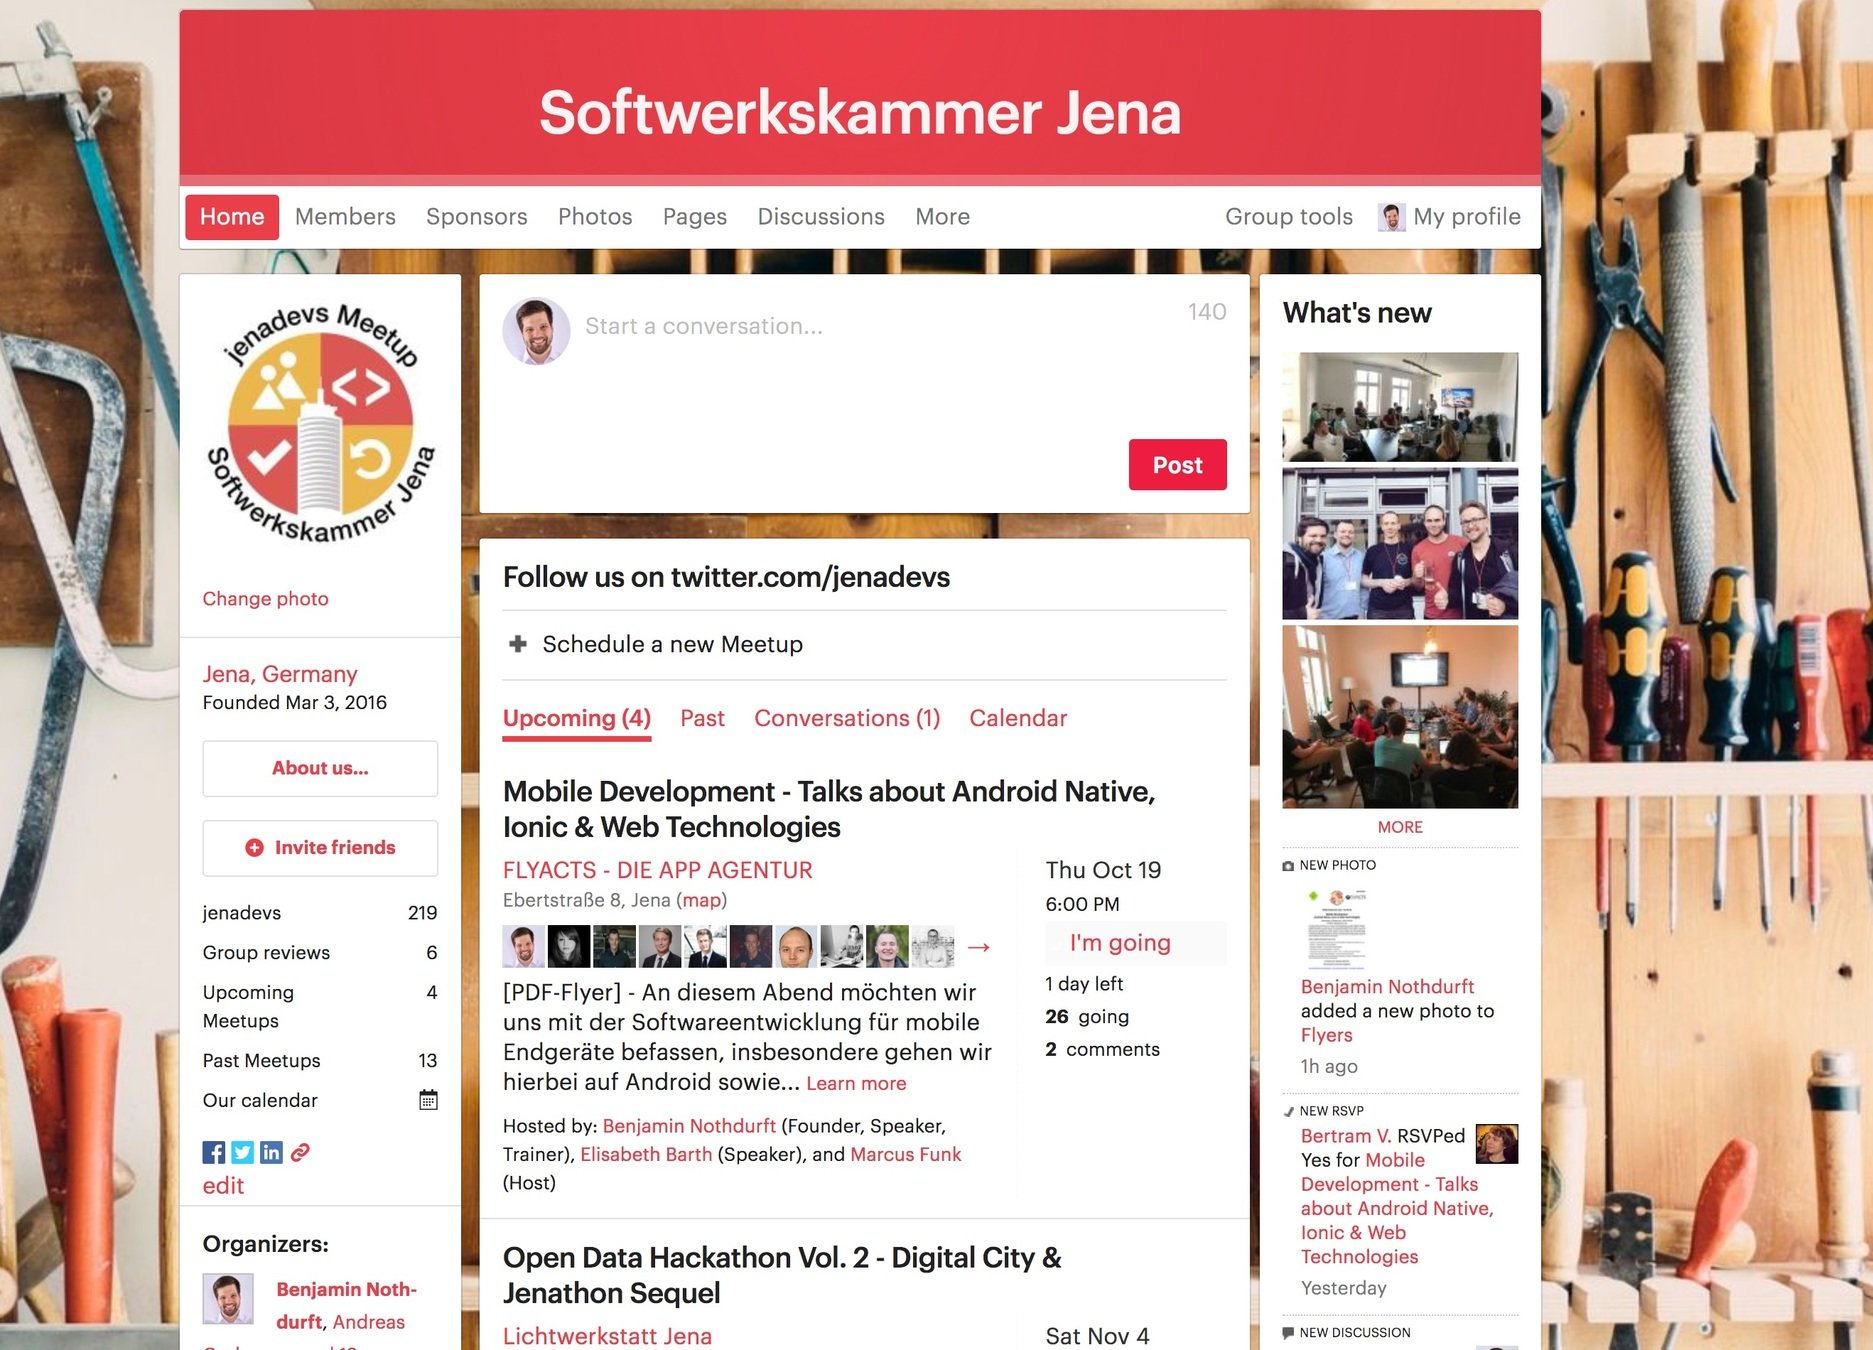 Softwerkskammer Jena
Home Members Sponsors Photos Pages Discussions More Group tools My profile
jenadevs Meetup
Softwerkskammer Jena
Change photo
Jena, Germany
Founded Mar 3, 2016
About us...
Invite friends
jenadevs 219
Group reviews 6
Upcoming
Meetups 4
Past Meetups 13
Our calendar
edit
Organizers:
Benjamin Noth-
durft, Andreas
Start a conversation... 140
Post
Follow us on twitter.com/jenadevs
Schedule a new Meetup
Upcoming (4) Past Conversations (1) Calendar
Mobile Development - Talks about Android Native,
Ionic & Web Technologies
FLYACTS - DIE APP AGENTUR
Ebertstraße 8, Jena (map)
[PDF-Flyer] - An diesem Abend möchten wir
uns mit der Softwareentwicklung für mobile
Endgeräte befassen, insbesondere gehen wir
hierbei auf Android sowie... Learn more
Hosted by: Benjamin Nothdurft (Founder, Speaker,
Trainer), Elisabeth Barth (Speaker), and Marcus Funk
(Host)
Thu Oct 19
6:00 PM
I'm going
1 day left
26 going
2 comments
Open Data Hackathon Vol. 2 - Digital City &
Jenathon Sequel
Lichtwerkstatt Jena
Sat Nov 4
What's new
MORE
NEW PHOTO
Benjamin Nothdurft
added a new photo to
Flyers
1h ago
NEW RSVP
Bertram V. RSVPed
Yes for Mobile
Development - Talks
about Android Native,
Ionic & Web
Technologies
Yesterday
NEW DISCUSSION